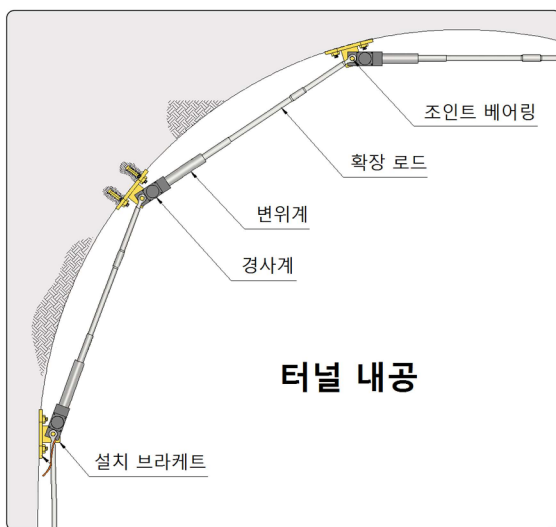 조인트 베어링
확장 로드
변위계
경사계
터널 내공
설치 브라케트